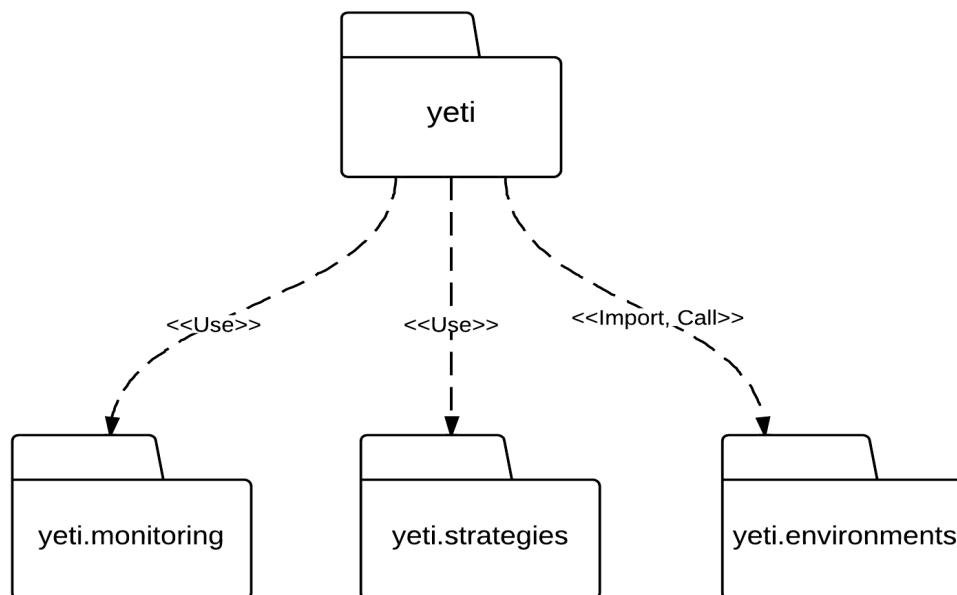 yeti
<<Use>>
<<Use>>
<<Import, Call>>
yeti.monitoring
yeti.strategies
yeti.environments